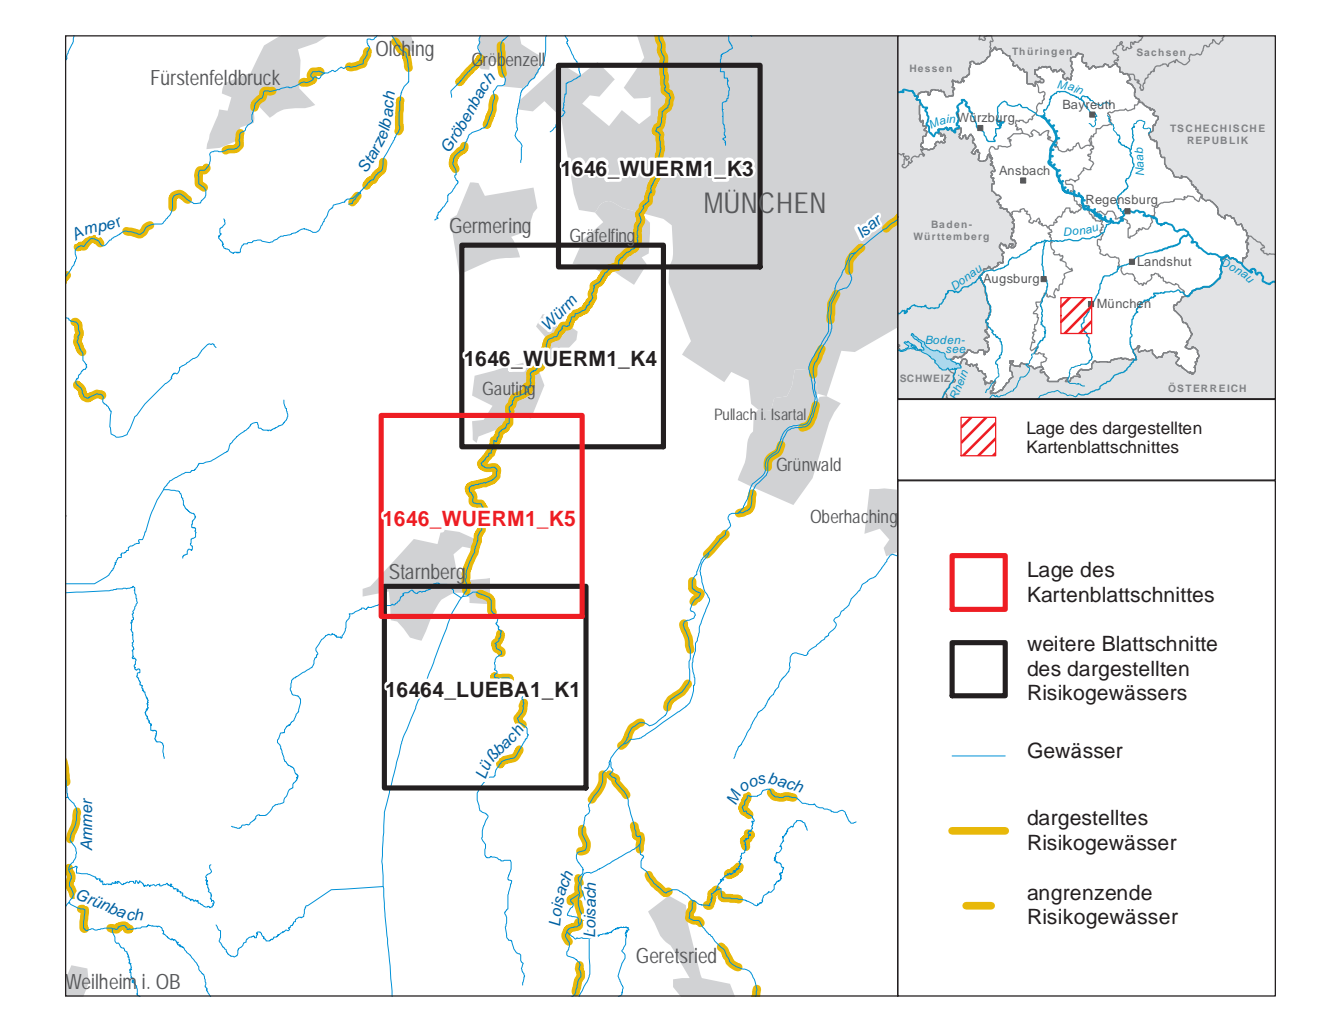 Olching
Fürstenfeldbruck
Gröbenzell
Starzelbach
Gröbenbach
1646_WUERM1_K3
MÜNCHEN
Amper
Germering
Gräfelfing
Isar
Würm
1646_WUERM1_K4
Gauting
Pullach i. Isartal
Grünwald
Oberhaching
1646_WUERM1_K5
Starnberg
16464_LUEBA1_K1
Lüßbach
Moosbach
Ammer
Grünbach
Loisach
Loisach
Geretsried
Weilheim i. OB
Thüringen
Sachsen
Hessen
Main
Bayreuth
Main
Würzburg
TSCHECHISCHE
REPUBLIK
Naab
Ansbach
Regensburg
Baden-
Württemberg
Donau
Landshut
Donau
Donau
Augsburg
München
Boden-
see
SCHWEIZ
Rhein
ÖSTERREICH
Lage des dargestellten
Kartenblattschnittes
Lage des
Kartenblattschnittes
weitere Blattschnitte
des dargestellten
Risikogewässers
Gewässer
dargestelltes
Risikogewässer
angrenzende
Risikogewässer